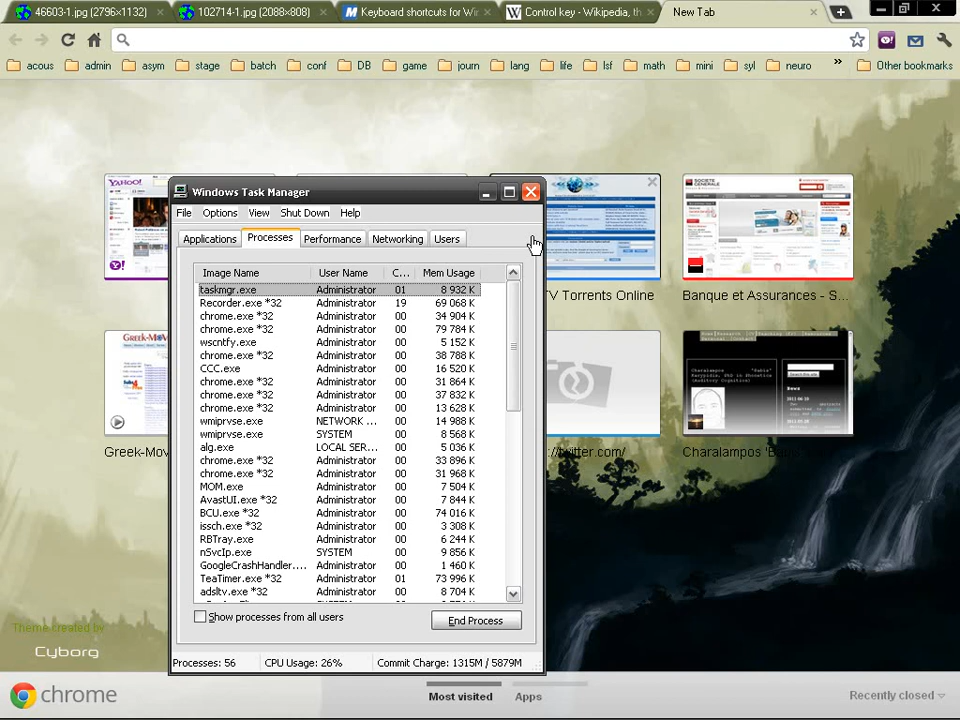 46603-1.jpg (2796×1132)
102714-1.jpg (2088×808)
Keyboard shortcuts for Win
Control key - Wikipedia, th
New Tab
acous
admin
asym
stage
batch
conf
DB
game
journ
lang
life
lsf
math
mini
syl
neuro
»
Other bookmarks
YAHOO!
SOCIETE GENERALE
Windows Task Manager
File Options View Shut Down Help
Applications Processes Performance Networking Users
Image Name User Name C... Mem Usage
taskmgr.exe Administrator 01 8 932 K
Recorder.exe *32 Administrator 19 69 068 K
chrome.exe *32 Administrator 00 34 904 K
chrome.exe *32 Administrator 00 79 784 K
wscntfy.exe Administrator 00 5 152 K
chrome.exe *32 Administrator 00 38 788 K
CCC.exe Administrator 00 16 520 K
chrome.exe *32 Administrator 00 31 864 K
chrome.exe *32 Administrator 00 37 832 K
chrome.exe *32 Administrator 00 13 628 K
wmiprvse.exe NETWORK ... 00 14 988 K
wmiprvse.exe SYSTEM 00 8 568 K
alg.exe LOCAL SER... 00 5 036 K
chrome.exe *32 Administrator 00 33 896 K
chrome.exe *32 Administrator 00 31 968 K
MOM.exe Administrator 00 7 504 K
AvastUI.exe *32 Administrator 00 7 844 K
BCU.exe *32 Administrator 00 74 016 K
issch.exe *32 Administrator 00 3 308 K
RBTray.exe Administrator 00 6 244 K
nSvcIp.exe SYSTEM 00 9 856 K
GoogleCrashHandler.... Administrator 00 1 460 K
TeaTimer.exe *32 Administrator 01 73 996 K
adsltv.exe *32 Administrator 00 8 704 K
Show processes from all users
End Process
Processes: 56 CPU Usage: 26% Commit Charge: 1315M / 5879M
TV Torrents Online
Banque et Assurances - S...
Greek-Mov
://twitter.com/
Charalampos
Theme created by
Cyborg
chrome
Most visited
Apps
Recently closed